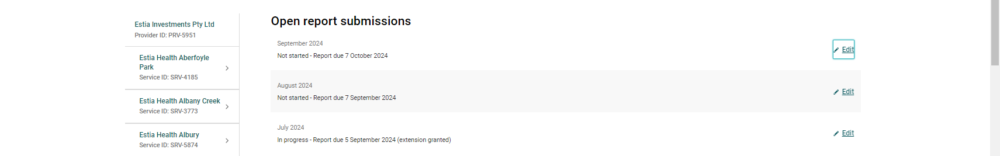 Estia Investments Pty Ltd
Provider ID: PRV-5951
Estia Health Aberfoyle
Park
Service ID: SRV-4185
Estia Health Albany Creek
Service ID: SRV-3773
Estia Health Albury
Service ID: SRV-5874
Open report submissions
September 2024
Not started - Report due 7 October 2024
Edit
August 2024
Not started - Report due 7 September 2024
Edit
July 2024
In progress - Report due 5 September 2024 (extension granted)
Edit